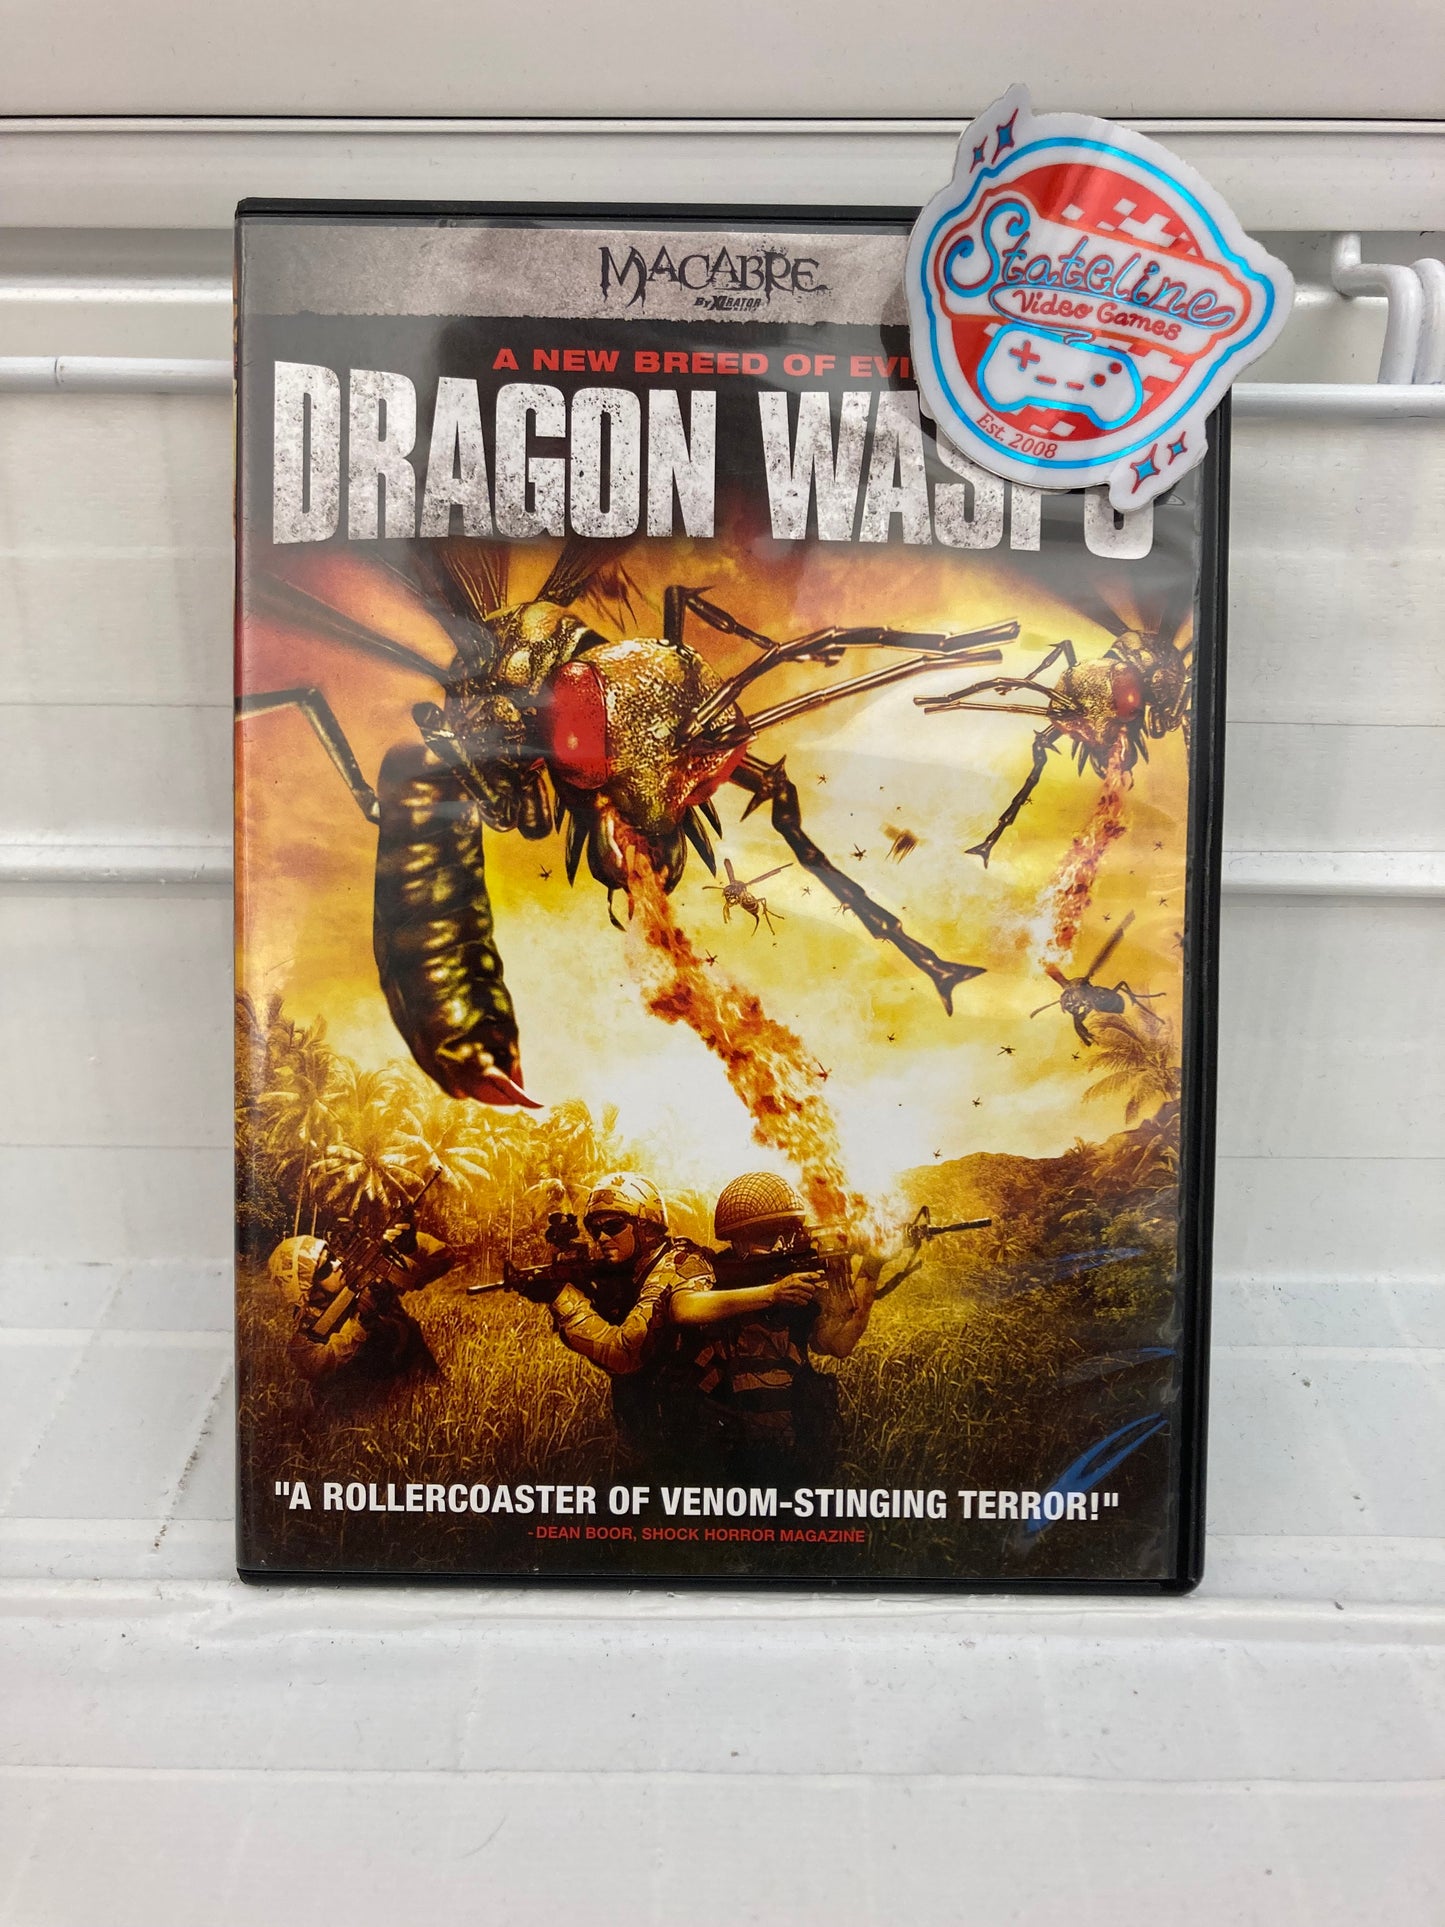 MACABRE
By XLRATOR
A NEW BREED OF EVI
DRAGON WASPS
Stateline
Video Games
Est. 2008
"A ROLLERCOASTER OF VENOM-STINGING TERROR!"
-DEAN BOOR, SHOCK HORROR MAGAZINE